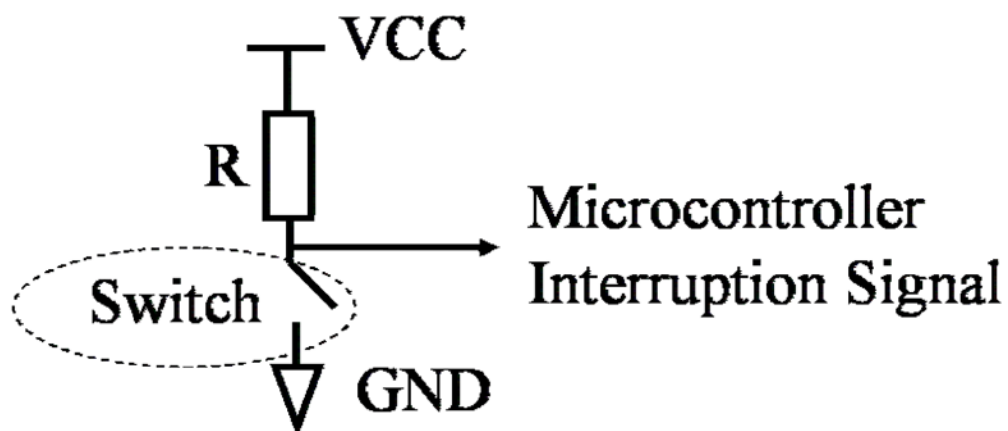 VCC
R
Microcontroller
Interruption Signal
Switch
GND